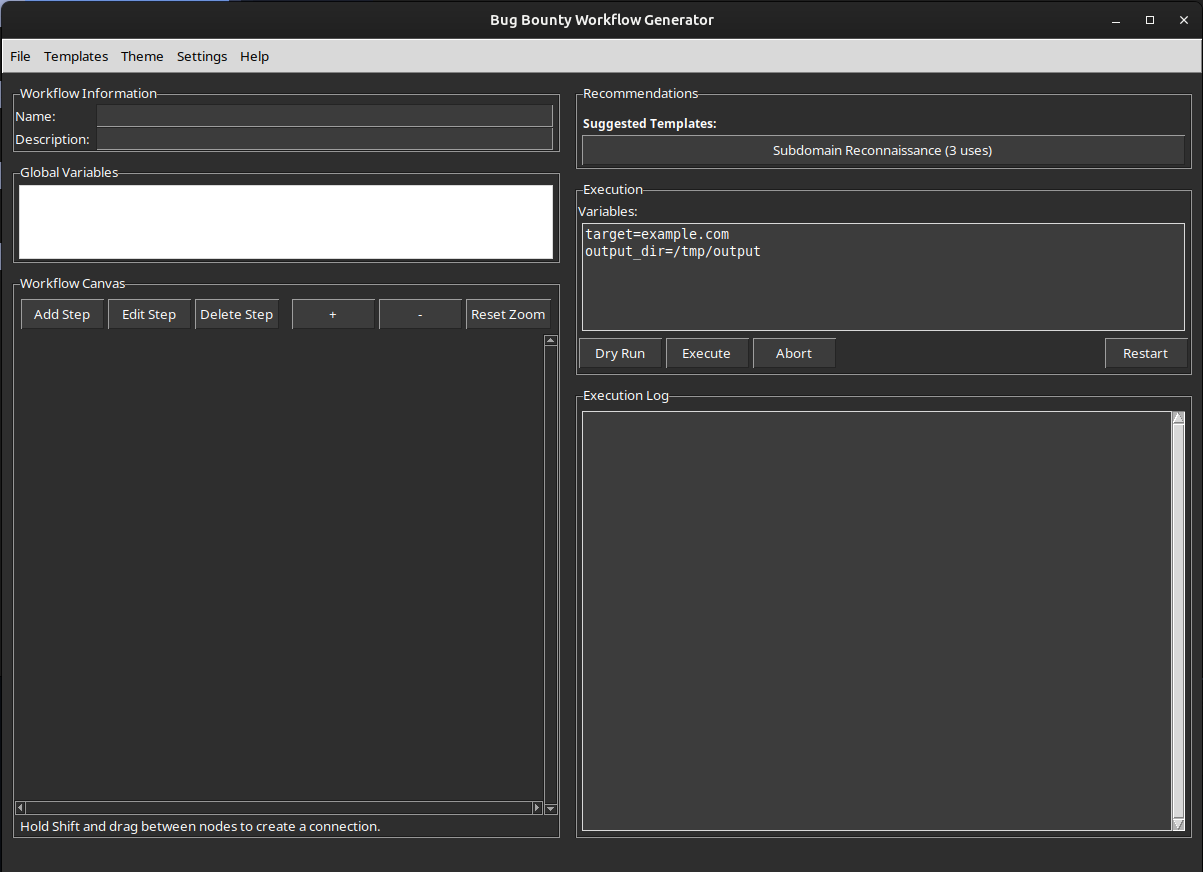 Bug Bounty Workflow Generator
File Templates Theme Settings Help
Workflow Information
Name:
Description:
Global Variables
Workflow Canvas
Add Step Edit Step Delete Step + - Reset Zoom
Hold Shift and drag between nodes to create a connection.
Recommendations
Suggested Templates:
Subdomain Reconnaissance (3 uses)
Execution
Variables:
target=example.com
output_dir=/tmp/output
Dry Run Execute Abort Restart
Execution Log